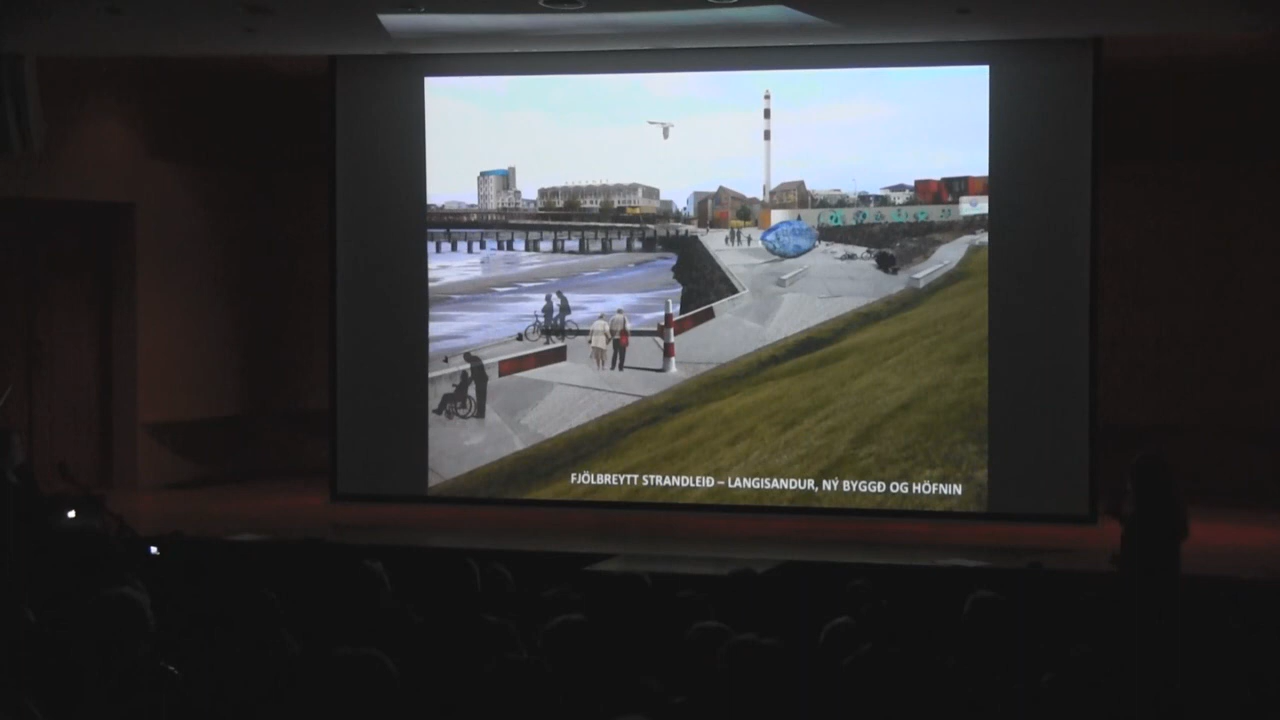 FJÖLBREYTT STRANDLEIÐ – LANGISANDUR, NÝ BYGGÐ OG HÖFNIN